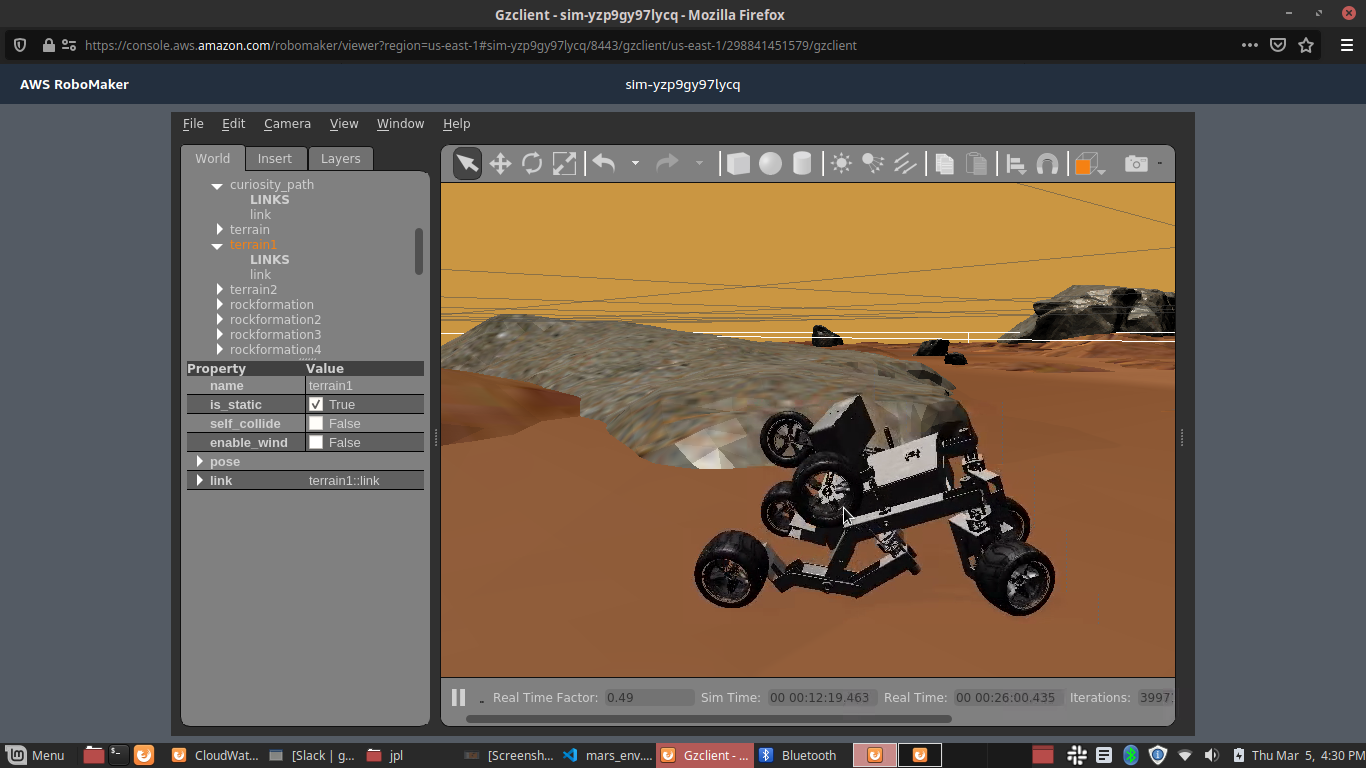 Gzclient - sim-yzp9gy97lycq - Mozilla Firefox
https://console.aws.amazon.com/robomaker/viewer?region=us-east-1#sim-yzp9gy97lycq/8443/gzclient/us-east-1/298841451579/gzclient
AWS RoboMaker sim-yzp9gy97lycq
File Edit Camera View Window Help
World Insert Layers
curiosity_path
LINKS
link
terrain
terrain1
LINKS
link
terrain2
rockformation
rockformation2
rockformation3
rockformation4
Property Value
name terrain1
is_static True
self_collide False
enable_wind False
pose
link terrain1::link
Real Time Factor: 0.49 Sim Time: 00 00:12:19.463 Real Time: 00 00:26:00.435 Iterations: 3997
Menu CloudWat... [Slack | g... jpl [Screensh... mars_env.... Gzclient - ... Bluetooth Thu Mar 5, 4:30 PM